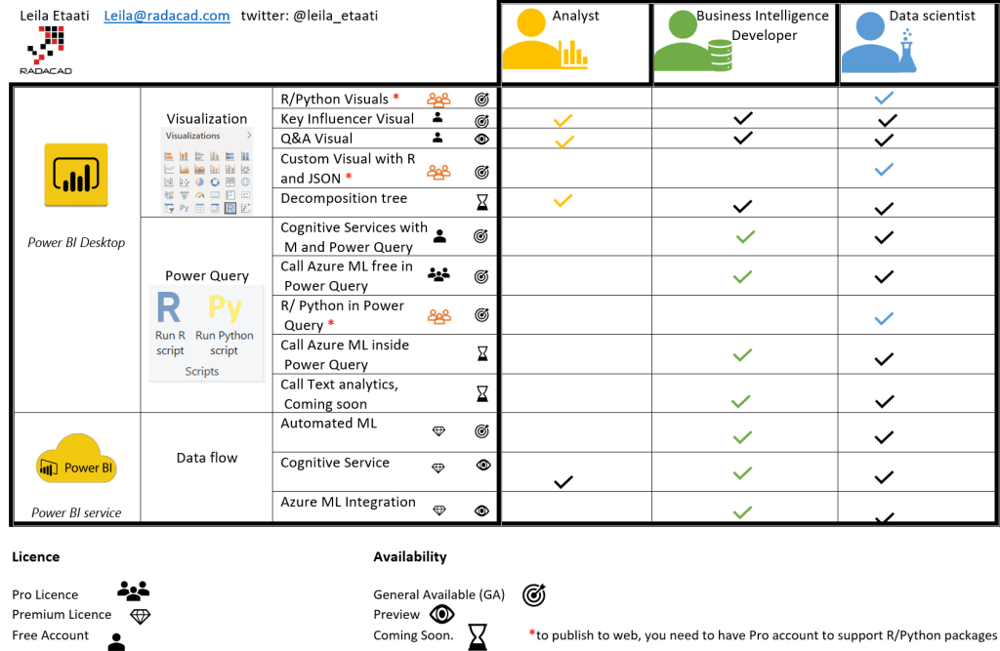 Leila Etaati Leila@radacad.com twitter: @leila_etaati
RADACAD
Analyst
Business Intelligence
Developer
Data scientist
Power BI Desktop
Visualization
Visualizations >
Py
R
R/Python Visuals *
Key Influencer Visual
Q&A Visual
Custom Visual with R
and JSON *
Decomposition tree
Power Query
R Py
Run R Run Python
script script
Scripts
Cognitive Services with
M and Power Query
Call Azure ML free in
Power Query
R/ Python in Power
Query *
Call Azure ML inside
Power Query
Call Text analytics,
Coming soon
Power BI
Power BI service
Data flow
Automated ML
Cognitive Service
Azure ML Integration
Licence
Pro Licence
Premium Licence
Free Account
Availability
General Available (GA)
Preview
Coming Soon.
*to publish to web, you need to have Pro account to support R/Python packages